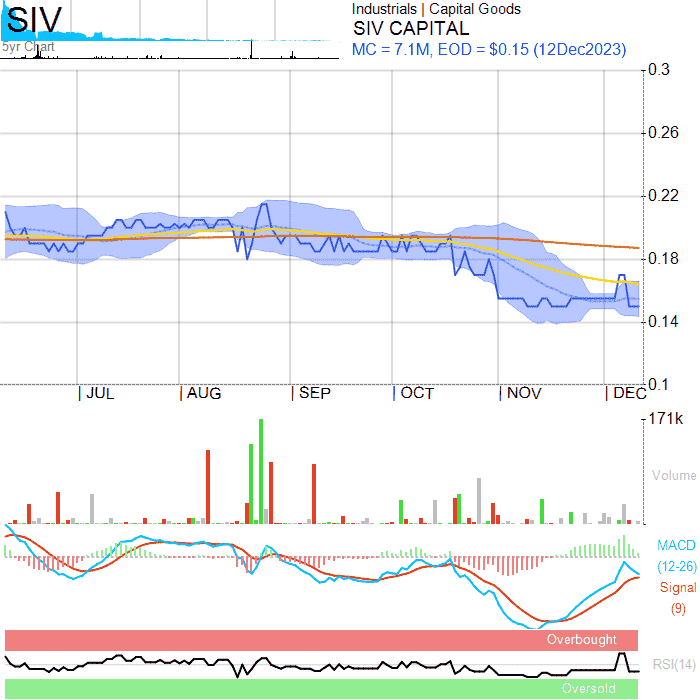 SIV
5yr Chart
Industrials | Capital Goods
SIV CAPITAL
MC = 7.1M, EOD = $0.15 (12Dec2023)
0.3
0.26
0.22
0.18
0.14
0.1
| JUL | AUG | SEP | OCT | NOV | DEC
171k
Volume
MACD
(12-26)
Signal
(9)
Overbought
RSI(14)
Oversold